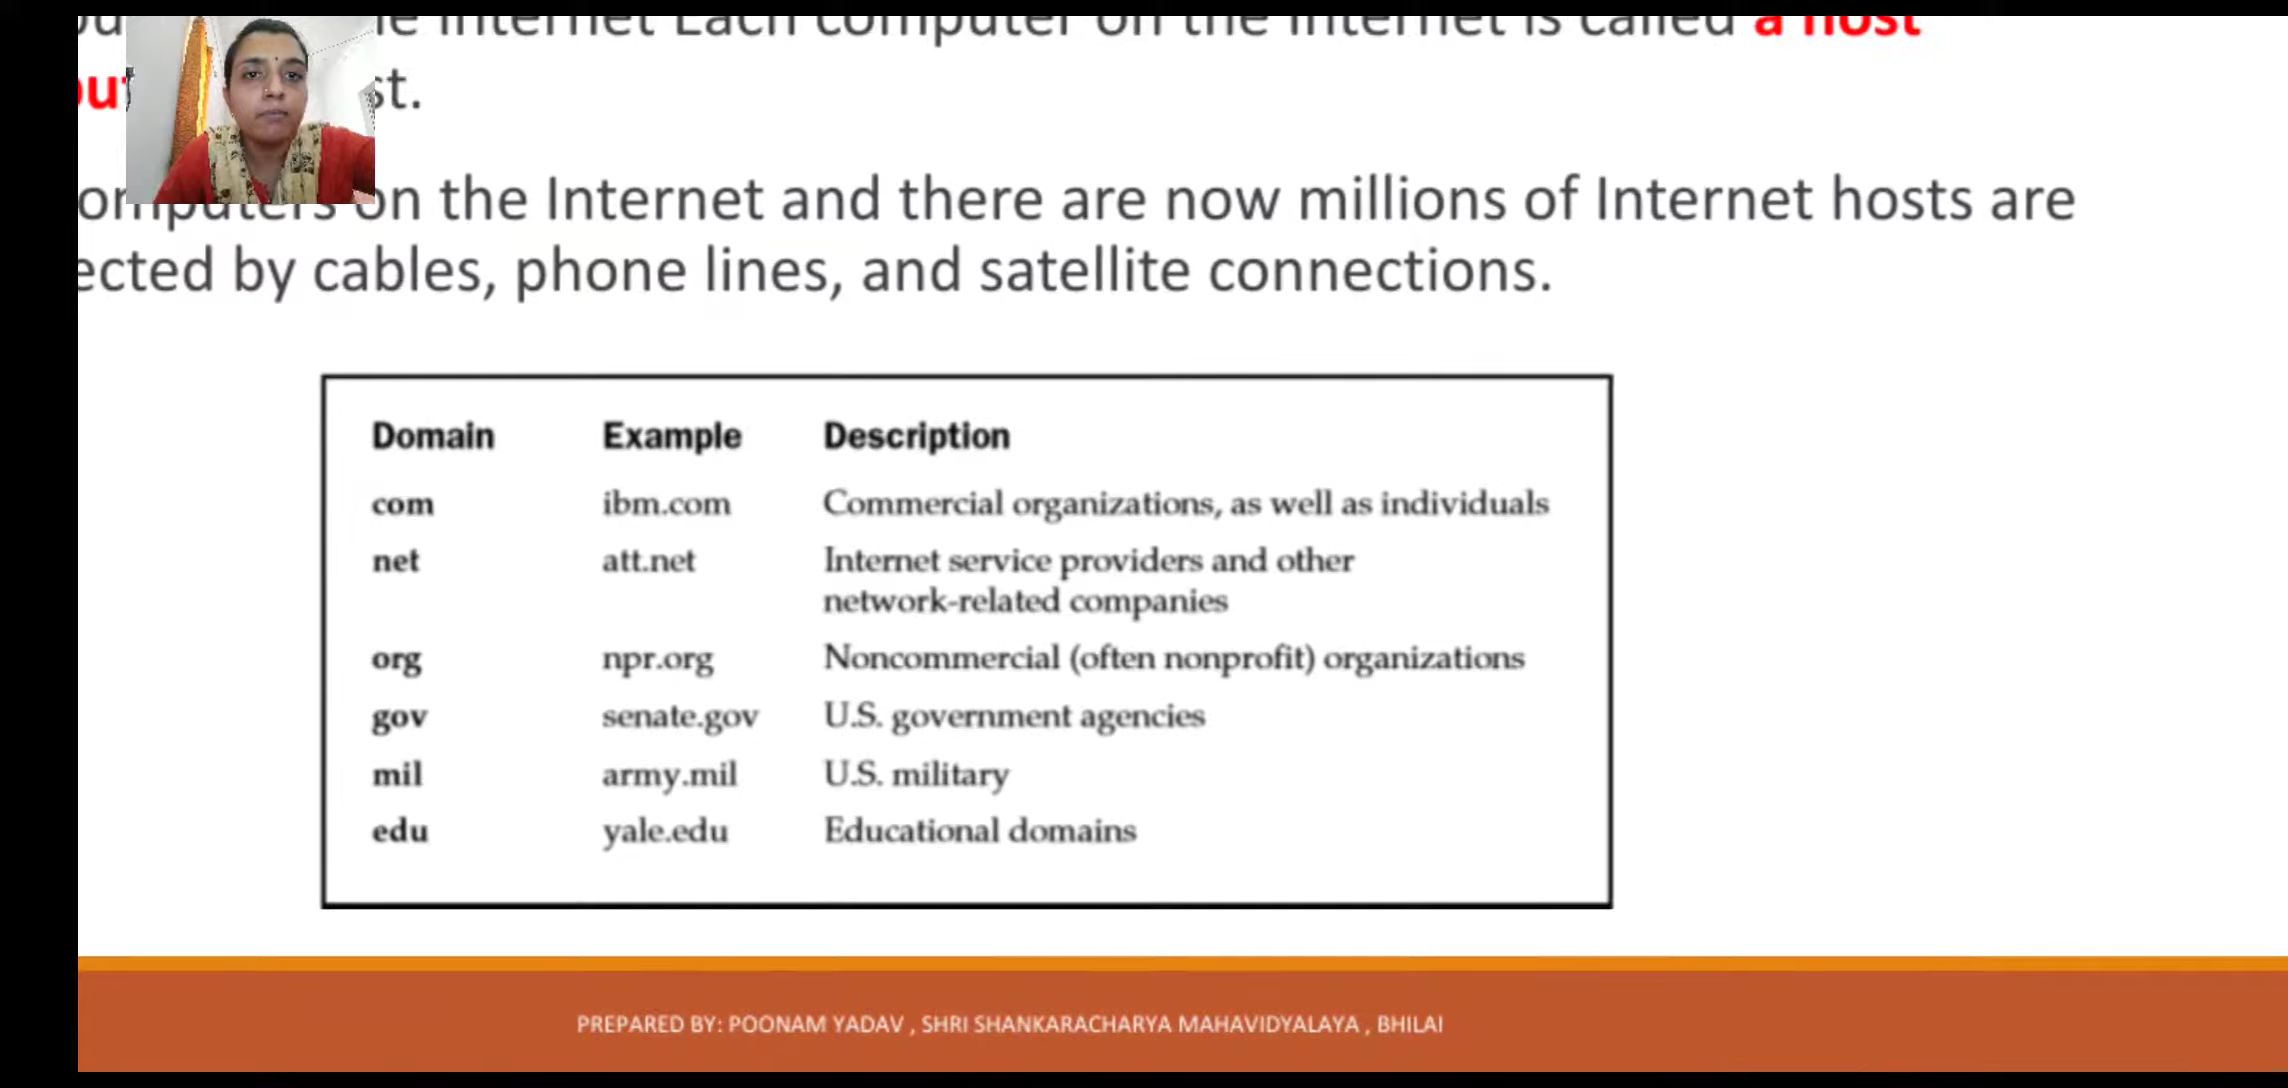 Internet Each computer on the Internet is called a host
st.
on the Internet and there are now millions of Internet hosts are
ected by cables, phone lines, and satellite connections.
Domain Example Description
com ibm.com Commercial organizations, as well as individuals
net att.net Internet service providers and other
network-related companies
org npr.org Noncommercial (often nonprofit) organizations
gov senate.gov U.S. government agencies
mil army.mil U.S. military
edu yale.edu Educational domains
PREPARED BY: POONAM YADAV , SHRI SHANKARACHARYA MAHAVIDYALAYA , BHILAI